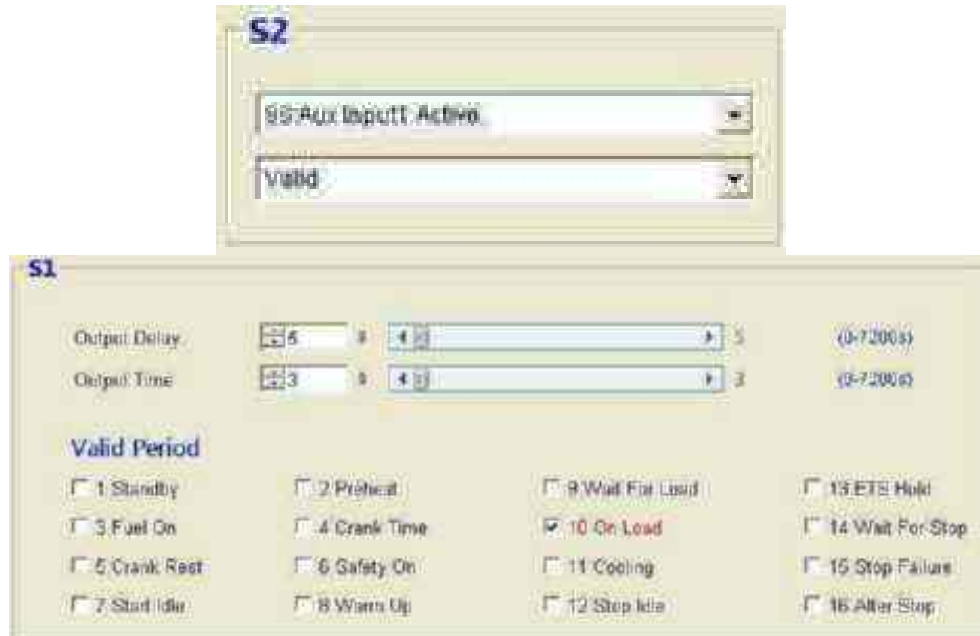 S2
Aux Input1 Active
Valid
S1
Output Delay 5 s 5 (0-7200s)
Output Time 3 s 3 (0-7200s)
Valid Period
1 Standby 2 Preheat 9 Wait For Load 13 ETS Hold
3 Fuel On 4 Crank Time 10 On Load 14 Wait For Stop
5 Crank Rest 6 Safety On 11 Cooling 15 Stop Failure
7 Start Idle 8 Warm Up 12 Stop Idle 16 After Stop